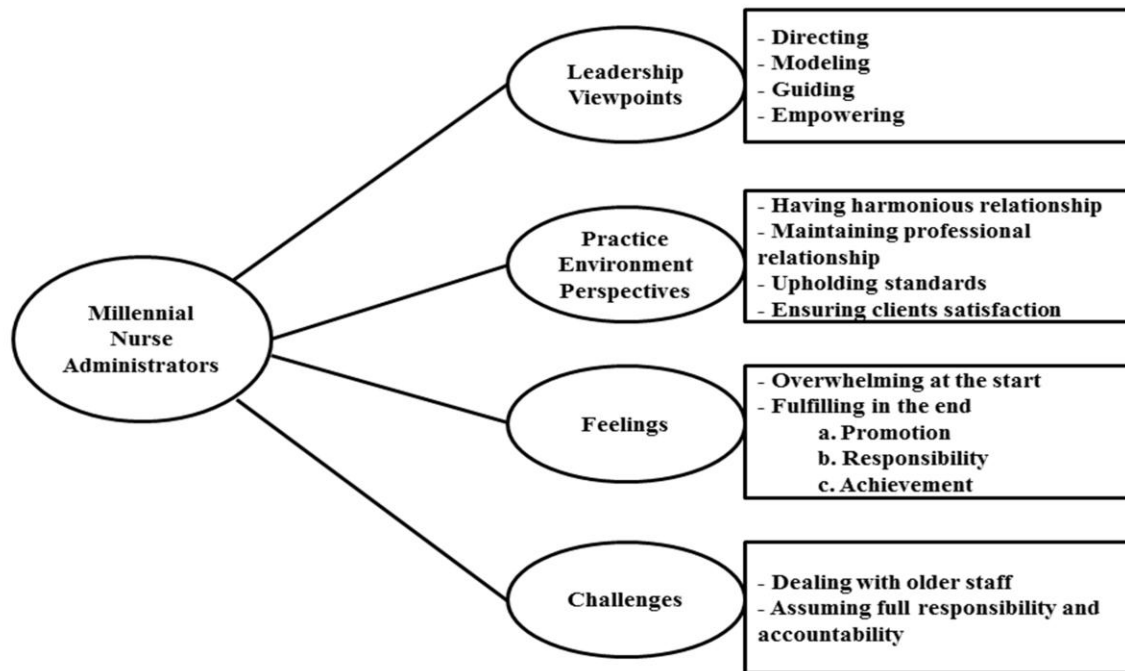 Millennial
Nurse
Administrators
Leadership
Viewpoints
- Directing
- Modeling
- Guiding
- Empowering
Practice
Environment
Perspectives
- Having harmonious relationship
- Maintaining professional
relationship
- Upholding standards
- Ensuring clients satisfaction
Feelings
- Overwhelming at the start
- Fulfilling in the end
a. Promotion
b. Responsibility
c. Achievement
Challenges
- Dealing with older staff
- Assuming full responsibility and
accountability